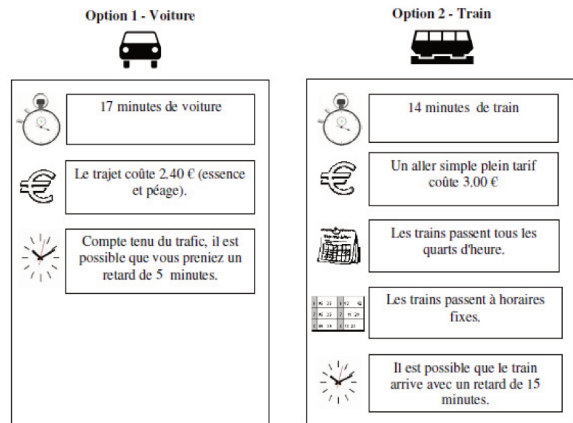 Option 1 - Voiture
17 minutes de voiture
Le trajet coûte 2.40 € (essence
et péage).
Compte tenu du trafic, il est
possible que vous preniez un
retard de 5 minutes.
Option 2 - Train
14 minutes de train
Un aller simple plein tarif
coûte 3.00 €
Les trains passent tous les
quarts d'heure.
Les trains passent à horaires
fixes.
Il est possible que le train
arrive avec un retard de 15
minutes.